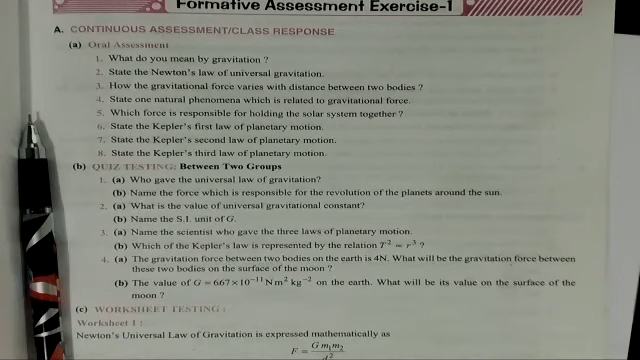 Formative Assessment Exercise-1
A. CONTINUOUS ASSESSMENT/CLASS RESPONSE
(a) Oral Assessment
1. What do you mean by gravitation ?
2. State the Newton's law of universal gravitation.
3. How the gravitational force varies with distance between two bodies ?
4. State one natural phenomena which is related to gravitational force.
5. Which force is responsible for holding the solar system together ?
6. State the Kepler's first law of planetary motion.
7. State the Kepler's second law of planetary motion.
8. State the Kepler's third law of planetary motion.
(b) QUIZ TESTING: Between Two Groups
1. (a) Who gave the universal law of gravitation?
(b) Name the force which is responsible for the revolution of the planets around the sun.
2. (a) What is the value of universal gravitational constant?
(b) Name the S.I. unit of G.
3. (a) Name the scientist who gave the three laws of planetary motion.
(b) Which of the Kepler's law is represented by the relation T² = r³ ?
4. (a) The gravitation force between two bodies on the earth is 4N. What will be the gravitation force between
these two bodies on the surface of the moon ?
(b) The value of G = 667×10⁻¹¹ N m² kg⁻² on the earth. What will be its value on the surface of the
moon ?
(c) WORKSHEET TESTING :
Worksheet 1 :
Newton's Universal Law of Gravitation is expressed mathematically as
F = G m₁m₂
d²